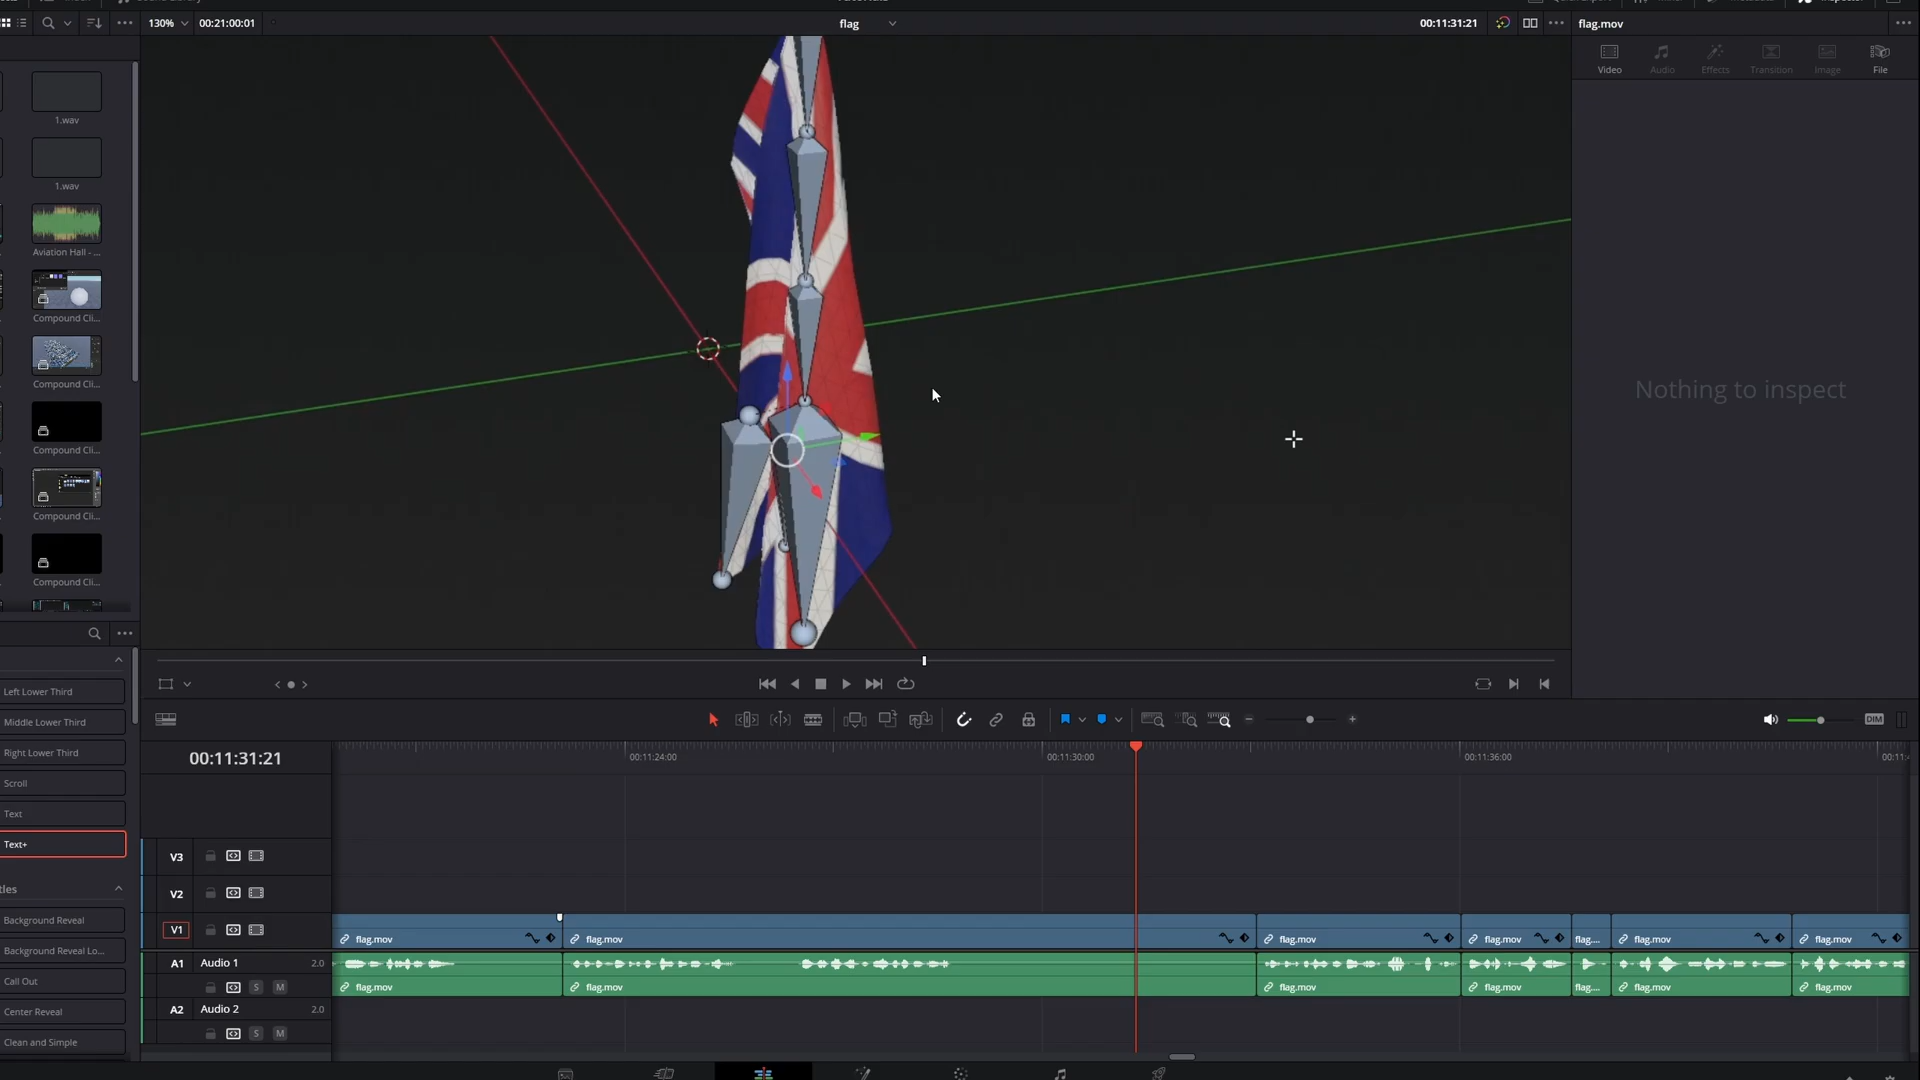 130%
00:21:00:01
flag
00:11:31:21
flag.mov
Video
Audio
Effects
Transition
Image
File
1.wav
1.wav
Aviation Hall - ...
Compound Cli...
Compound Cli...
Compound Cli...
Compound Cli...
Compound Cli...
Nothing to inspect
Left Lower Third
Middle Lower Third
Right Lower Third
Scroll
Text
Text+
tles
Background Reveal
Background Reveal Lo...
Call Out
Center Reveal
Clean and Simple
DIM
00:11:31:21
00:11:24:00
00:11:30:00
00:11:36:00
00:11:4
V3
V2
V1
flag.mov
flag.mov
flag.mov
flag.mov
flag....
flag.mov
flag.mov
A1
Audio 1
2.0
S
M
flag.mov
flag.mov
flag.mov
flag.mov
flag....
flag.mov
flag.mov
A2
Audio 2
2.0
S
M